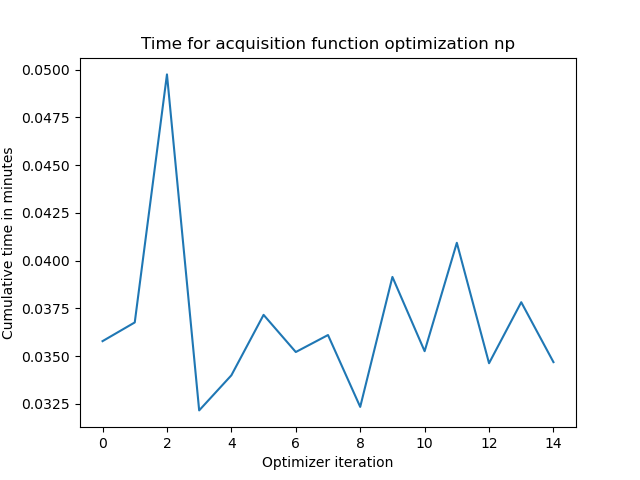 Time for acquisition function optimization np
Cumulative time in minutes
0.0500
0.0475
0.0450
0.0425
0.0400
0.0375
0.0350
0.0325
0 2 4 6 8 10 12 14
Optimizer iteration